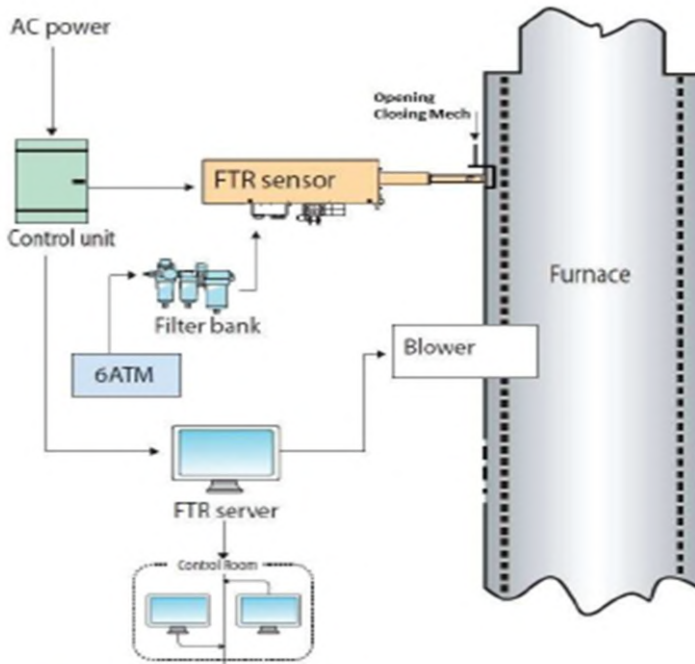 AC power
Opening
Closing Mech
FTR sensor
Control unit
Furnace
Filter bank
Blower
6ATM
FTR server
Control Room